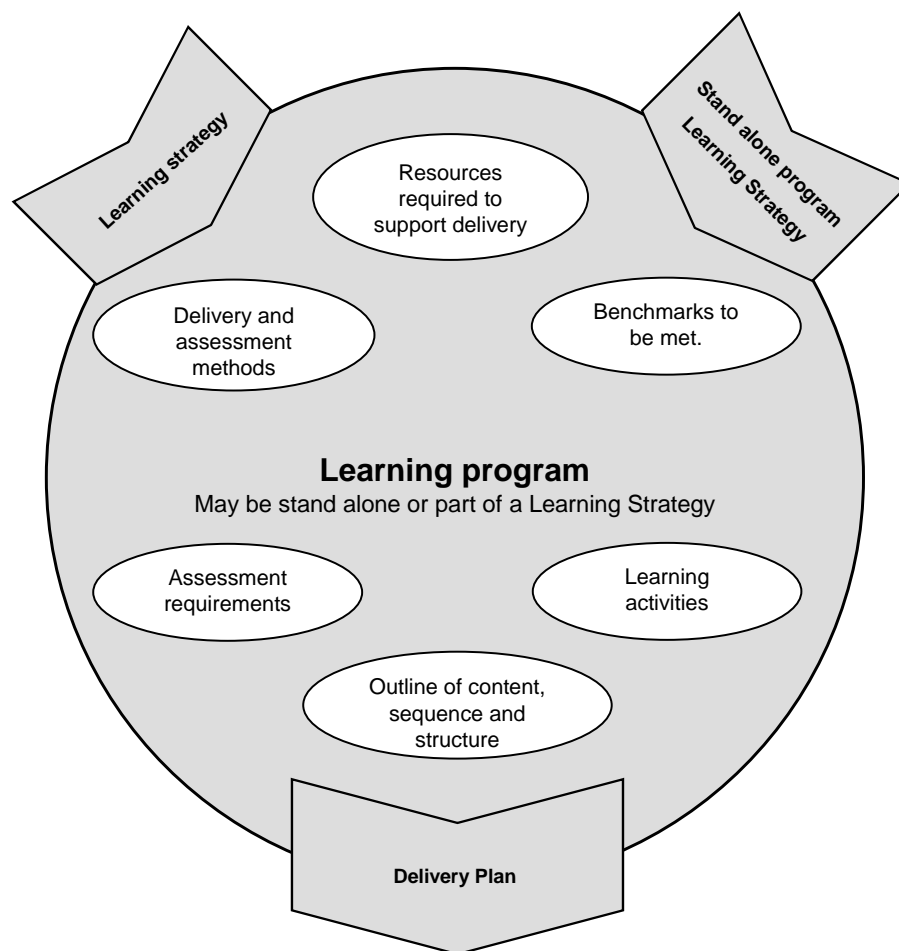 Learning strategy
Stand alone program
Learning Strategy
Resources
required to
support delivery
Delivery and
assessment
methods
Benchmarks to
be met.
Learning program
May be stand alone or part of a Learning Strategy
Assessment
requirements
Learning
activities
Outline of content,
sequence and
structure
Delivery Plan